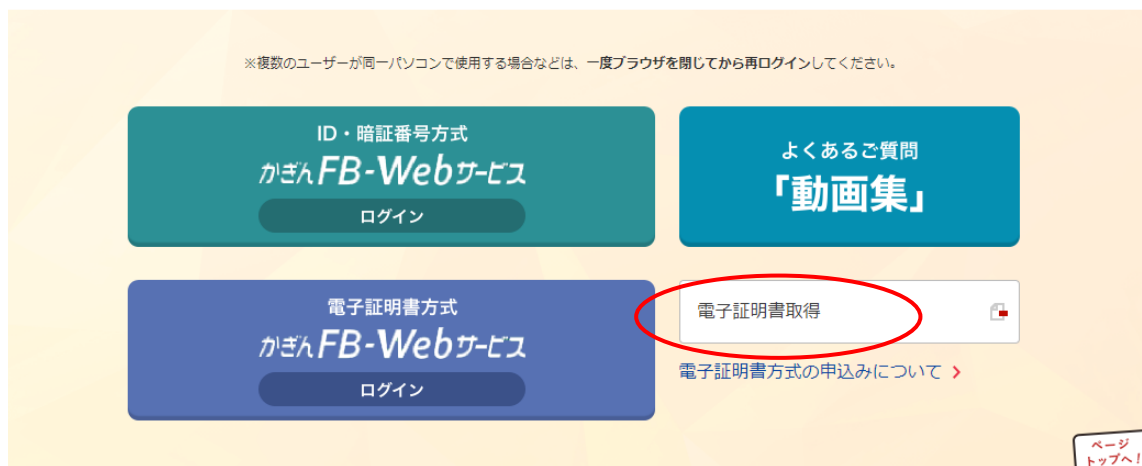 ※複数のユーザーが同一パソコンで使用する場合などは、一度ブラウザを閉じてから再ログインしてください。
ID・暗証番号方式
かぎんFB-Webサービス
ログイン
よくあるご質問
「動画集」
電子証明書方式
かぎんFB-Webサービス
ログイン
電子証明書取得
電子証明書方式の申込みについて >
ページ
トップへ!